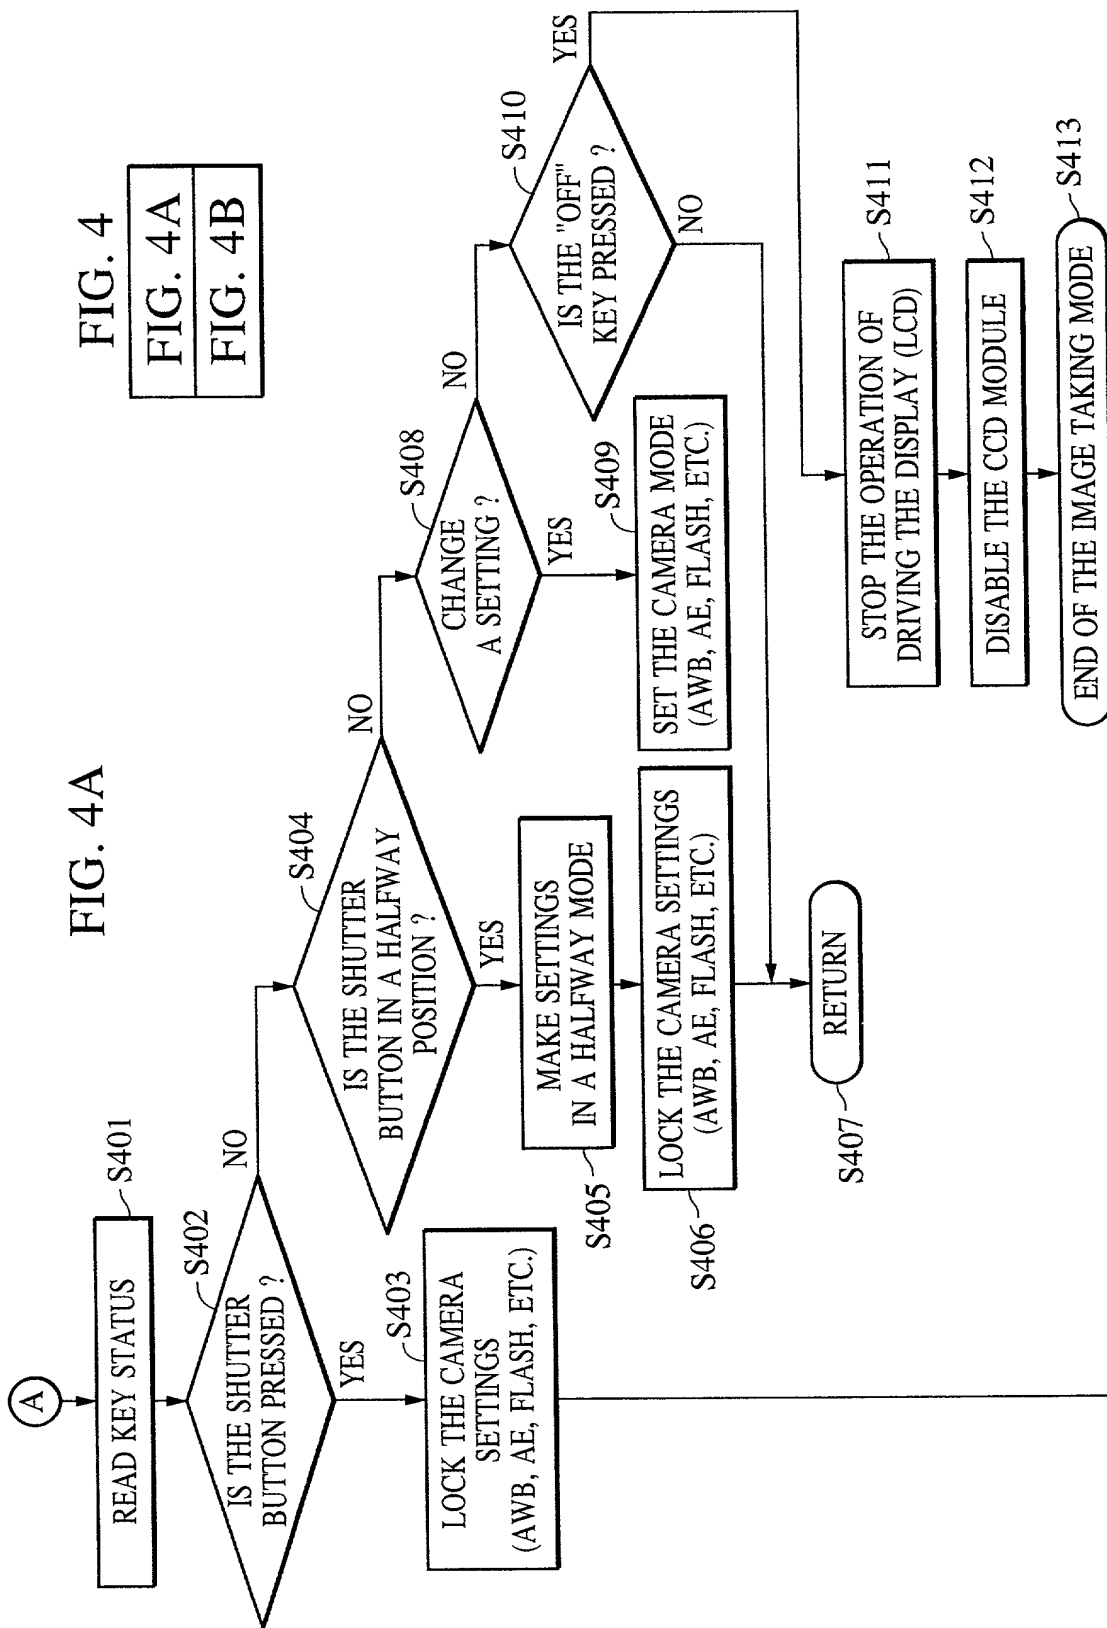 FIG. 4
FIG. 4A
FIG. 4B
FIG. 4A
A
READ KEY STATUS
S401
IS THE SHUTTER
BUTTON PRESSED ?
S402
NO
YES
LOCK THE CAMERA
SETTINGS
(AWB, AE, FLASH, ETC.)
S403
IS THE SHUTTER
BUTTON IN A HALFWAY
POSITION ?
S404
NO
YES
MAKE SETTINGS
IN A HALFWAY MODE
S405
LOCK THE CAMERA SETTINGS
(AWB, AE, FLASH, ETC.)
S406
RETURN
S407
CHANGE
A SETTING ?
S408
NO
YES
SET THE CAMERA MODE
(AWB, AE, FLASH, ETC.)
S409
IS THE "OFF"
KEY PRESSED ?
S410
YES
NO
STOP THE OPERATION OF
DRIVING THE DISPLAY (LCD)
S411
DISABLE THE CCD MODULE
S412
END OF THE IMAGE TAKING MODE
S413